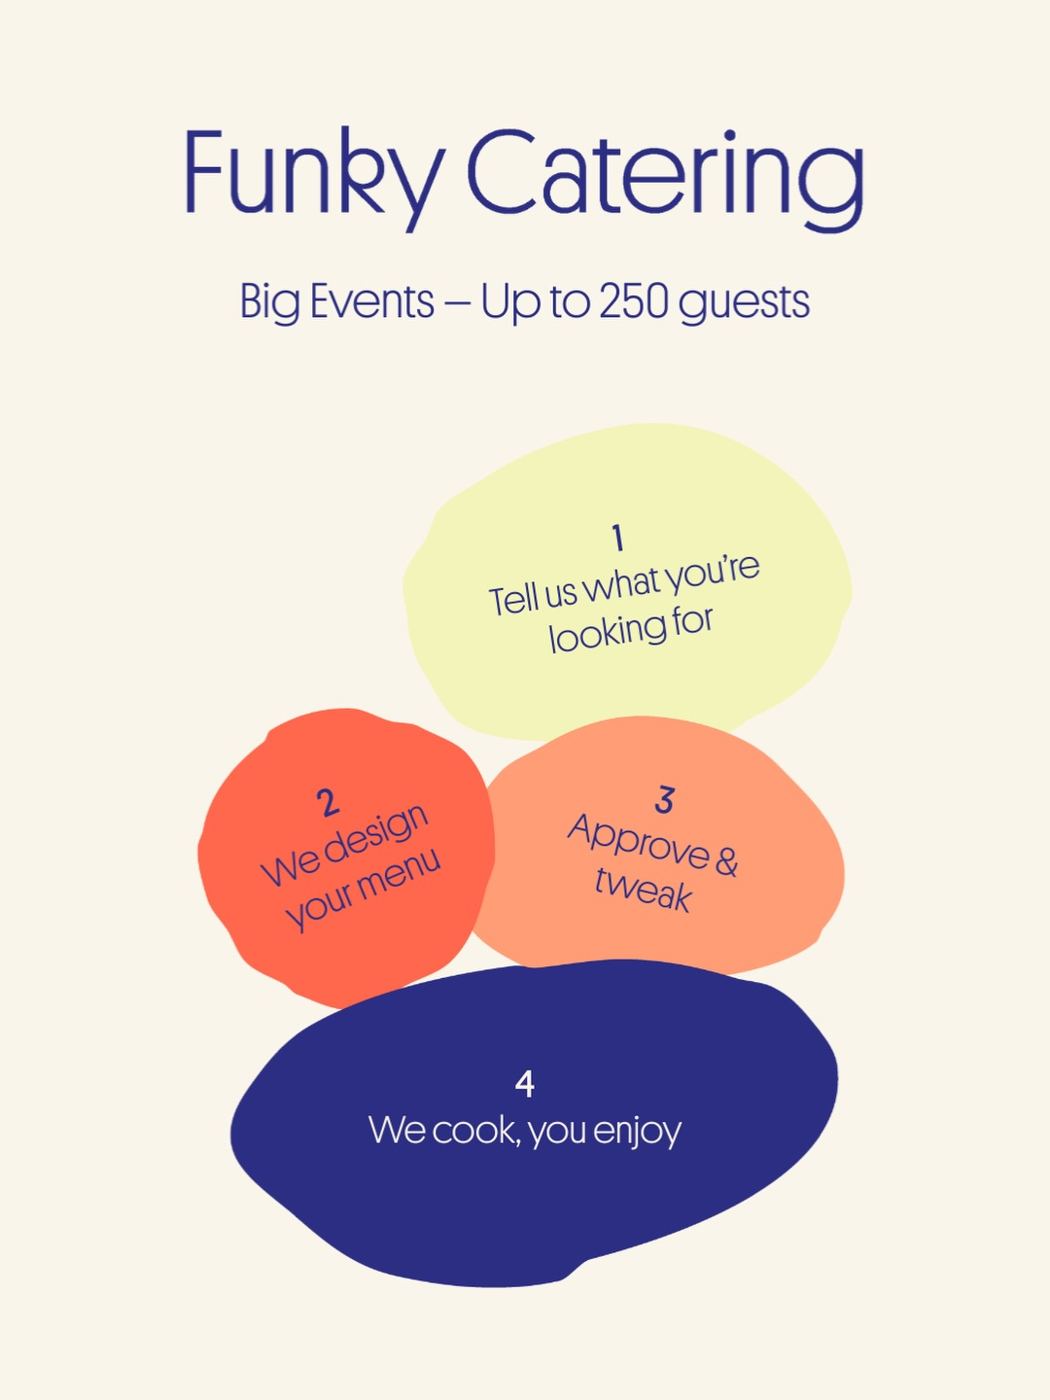 Funky Catering
Big Events – Up to 250 guests
1
Tell us what you’re
looking for
2
We design
your menu
3
Approve &
tweak
4
We cook, you enjoy